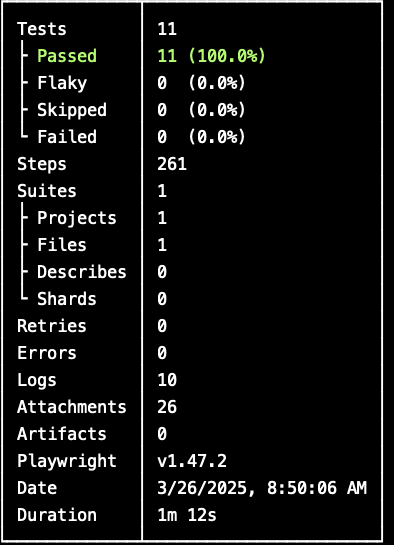 Tests 11
├ Passed 11 (100.0%)
├ Flaky 0 (0.0%)
├ Skipped 0 (0.0%)
└ Failed 0 (0.0%)
Steps 261
Suites 1
├ Projects 1
├ Files 1
├ Describes 0
└ Shards 0
Retries 0
Errors 0
Logs 10
Attachments 26
Artifacts 0
Playwright v1.47.2
Date 3/26/2025, 8:50:06 AM
Duration 1m 12s